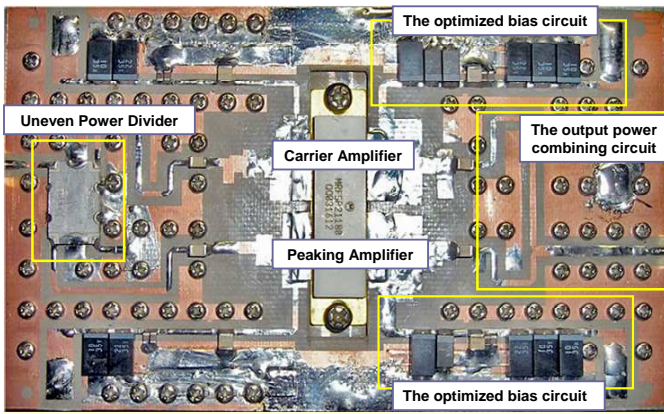 The optimized bias circuit
Uneven Power Divider
The output power
combining circuit
Carrier Amplifier
Peaking Amplifier
The optimized bias circuit